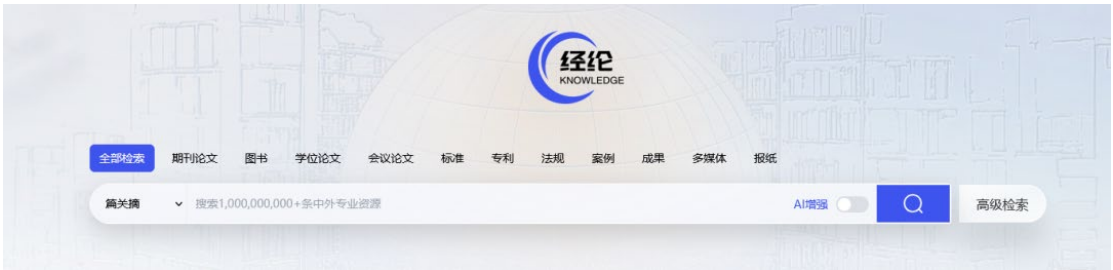 经纶
KNOWLEDGE
全部检索 期刊论文 图书 学位论文 会议论文 标准 专利 法规 案例 成果 多媒体 报纸
篇关摘 搜索1,000,000,000+条中外专业资源 AI增强 高级检索